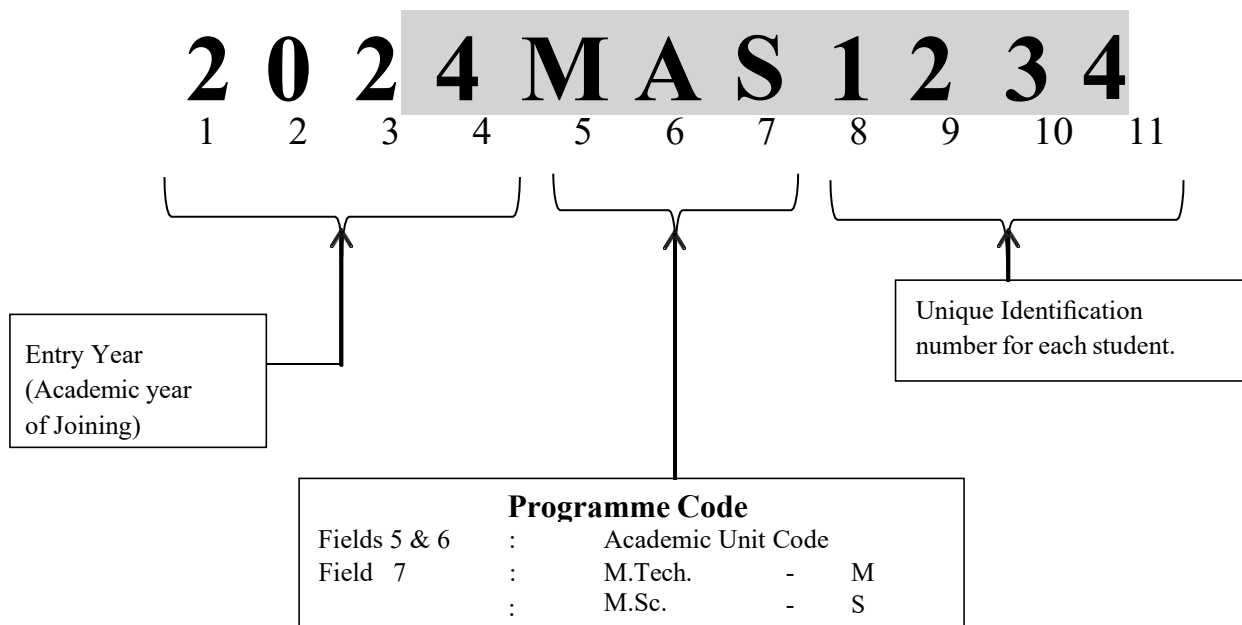 2 0 2 4 M A S 1 2 3 4
1 2 3 4 5 6 7 8 9 10 11
Entry Year
(Academic year
of Joining)
Unique Identification
number for each student.
Programme Code
Fields 5 & 6 : Academic Unit Code
Field 7 : M.Tech. - M
: M.Sc. - S